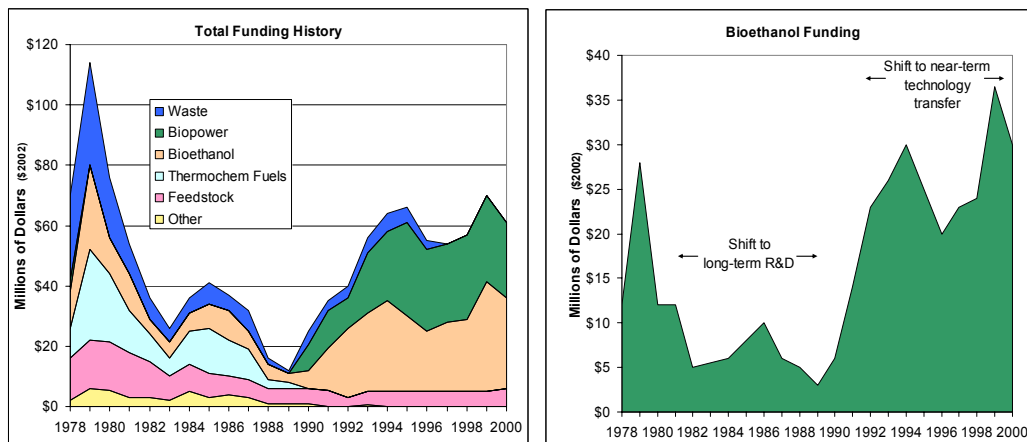 Total Funding History
$120
$100
$80
$60
$40
$20
$0
Millions of Dollars ($2002)
Waste
Biopower
Bioethanol
Thermochem Fuels
Feedstock
Other
1978 1980 1982 1984 1986 1988 1990 1992 1994 1996 1998 2000
Bioethanol Funding
$40
$35
$30
$25
$20
$15
$10
$5
$0
Millions of Dollars ($2002)
Shift to near-term
technology
transfer
Shift to
long-term R&D
1978 1980 1982 1984 1986 1988 1990 1992 1994 1996 1998 2000